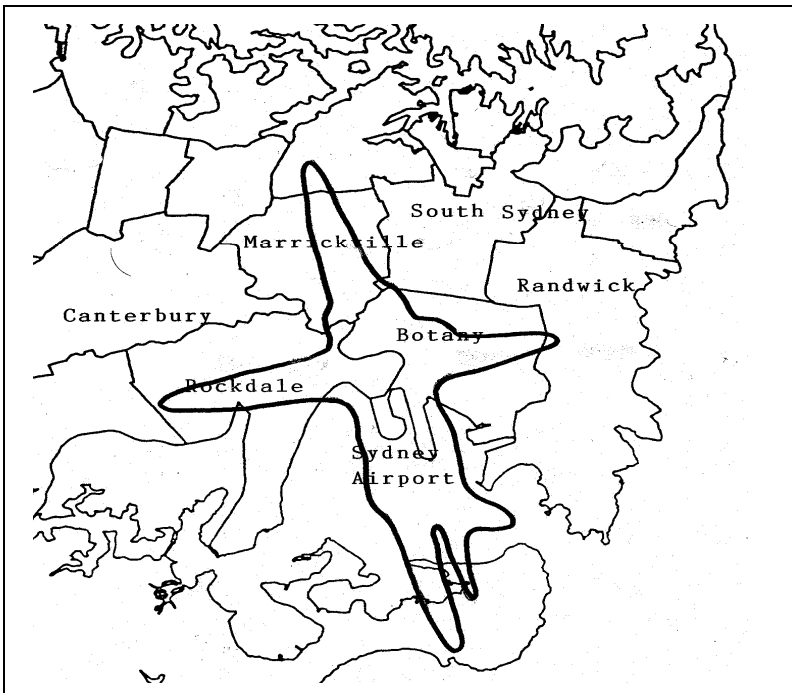 South Sydney
Marrickville
Randwick
Canterbury
Botany
Rockdale
Sydney
Airport